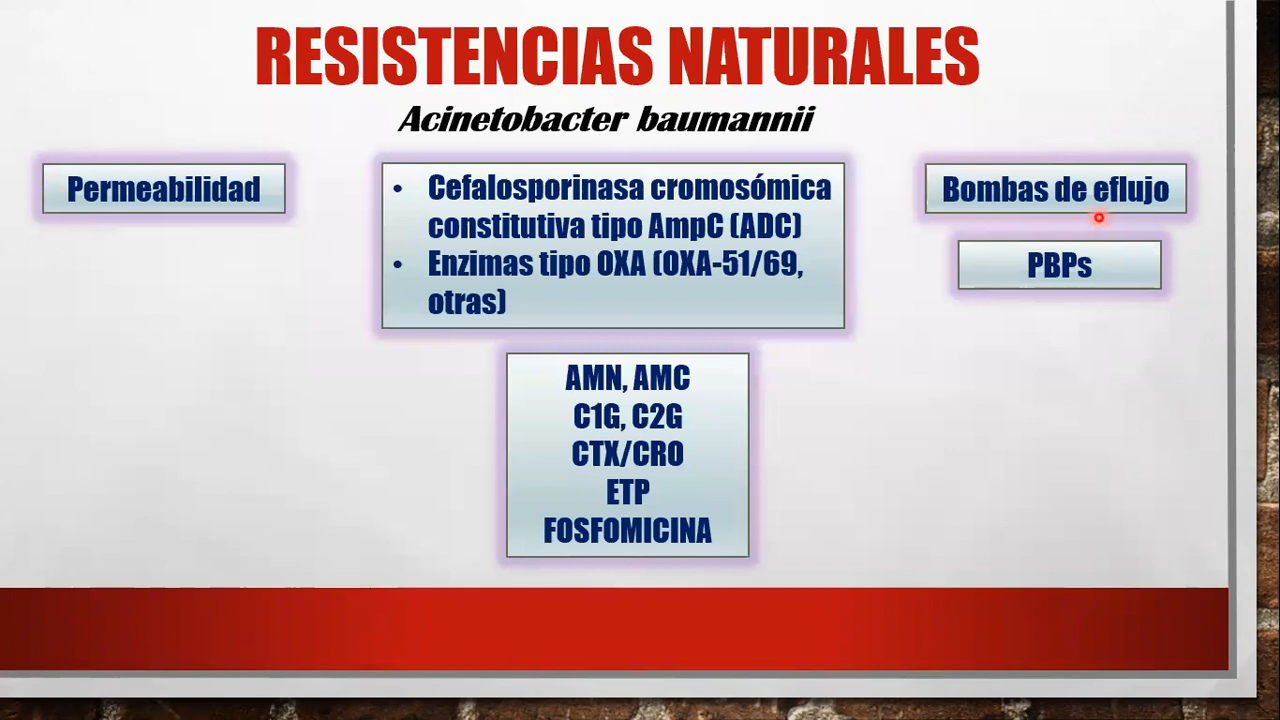 RESISTENCIAS NATURALES
Acinetobacter baumannii
Permeabilidad
• Cefalosporinasa cromosómica
constitutiva tipo AmpC (ADC)
• Enzimas tipo OXA (OXA-51/69,
otras)
Bombas de eflujo
PBPs
AMN, AMC
C1G, C2G
CTX/CRO
ETP
FOSFOMICINA